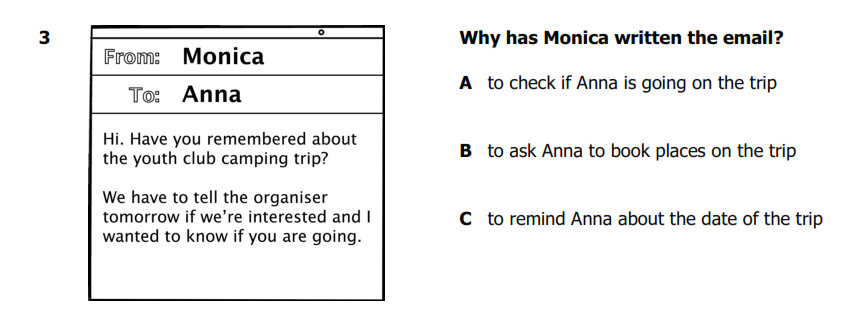 3
From: Monica
To: Anna
Hi. Have you remembered about
the youth club camping trip?
We have to tell the organiser
tomorrow if we’re interested and I
wanted to know if you are going.
Why has Monica written the email?
A to check if Anna is going on the trip
B to ask Anna to book places on the trip
C to remind Anna about the date of the trip